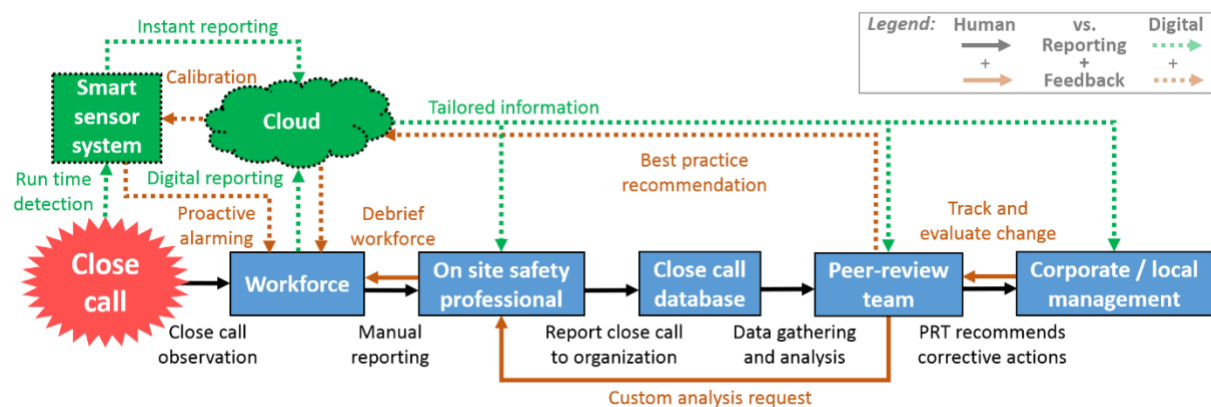 Instant reporting
Legend: Human vs. Digital
Reporting
+ + +
Feedback
Smart
sensor
system
Calibration
Cloud
Tailored information
Run time
detection
Digital reporting
Best practice
recommendation
Proactive
alarming
Debrief
workforce
Track and
evaluate change
Close
call
Workforce
On site safety
professional
Close call
database
Peer-review
team
Corporate / local
management
Close call
observation
Manual
reporting
Report close call
to organization
Data gathering
and analysis
PRT recommends
corrective actions
Custom analysis request